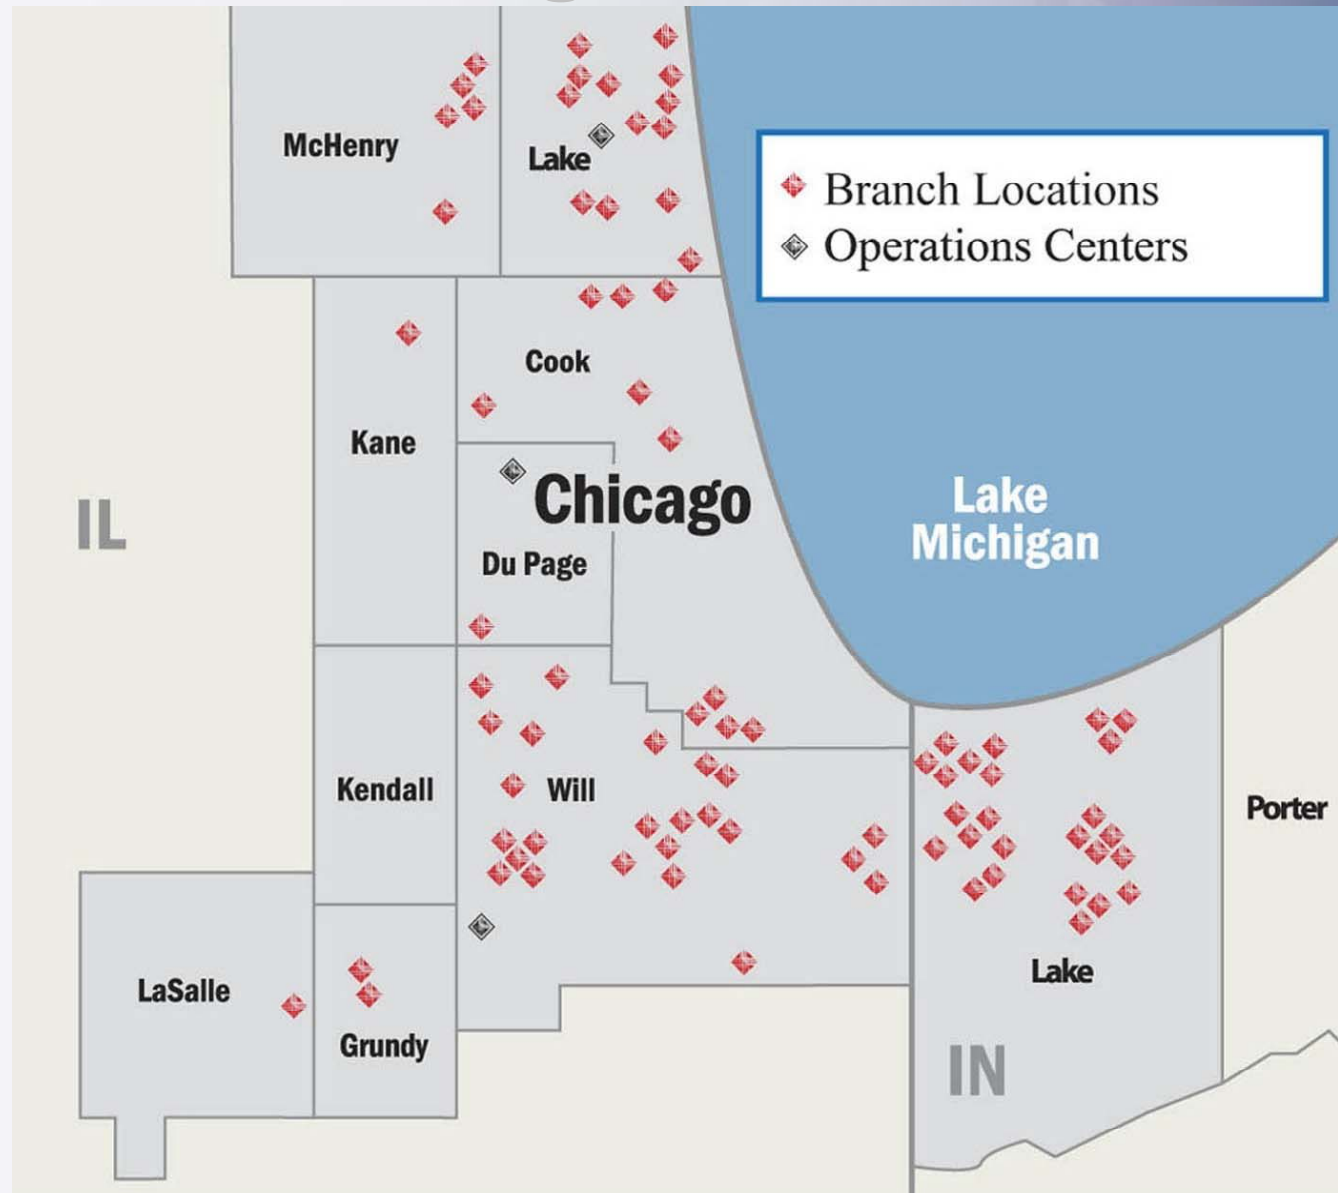 McHenry
Lake
Branch Locations
Operations Centers
Cook
Kane
Chicago
Lake
Michigan
IL
Du Page
Kendall
Will
Porter
LaSalle
Lake
Grundy
IN